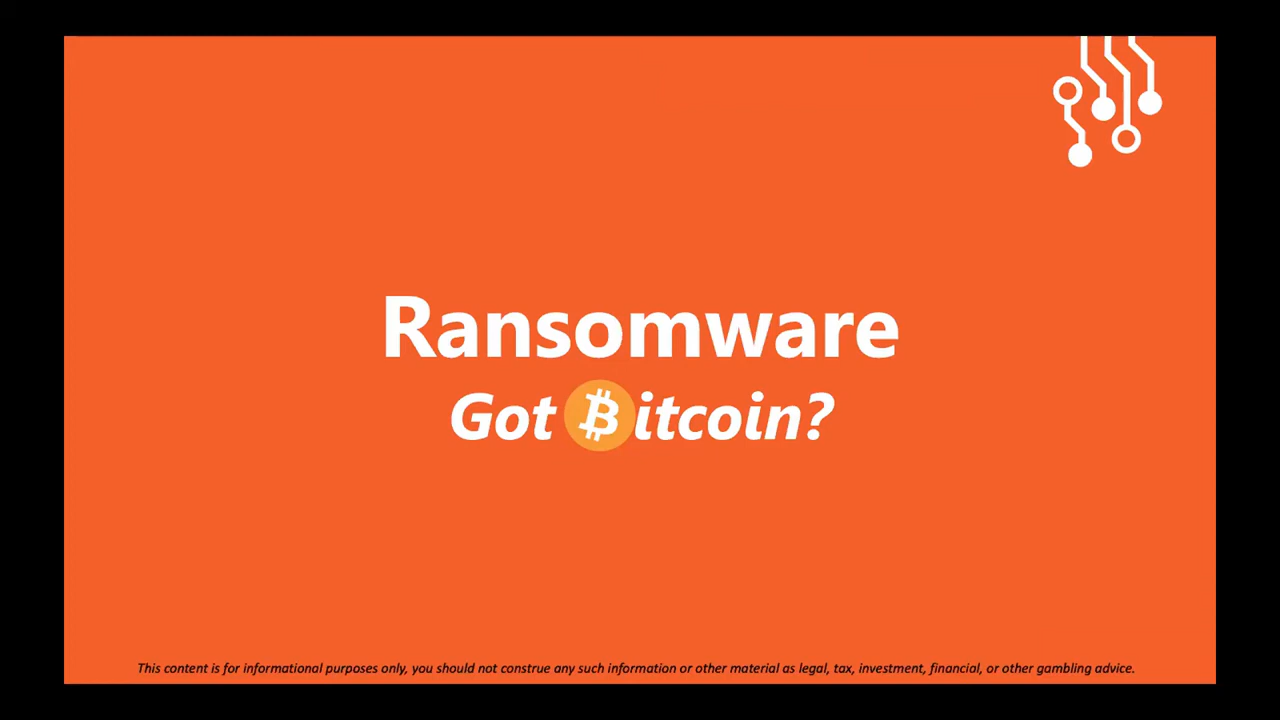 Ransomware
Got Bitcoin?
This content is for informational purposes only, you should not construe any such information or other material as legal, tax, investment, financial, or other gambling advice.